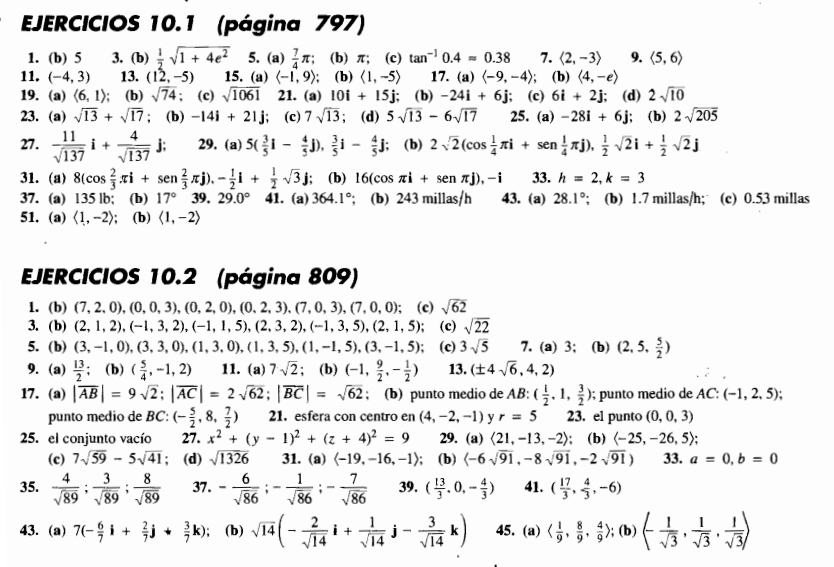 EJERCICIOS 10.1 (página 797)
1. (b) 5 3. (b) ½ √(1 + 4e²) 5. (a) 7/4 π; (b) π; (c) tan⁻¹ 0.4 ≈ 0.38 7. ⟨2, −3⟩ 9. ⟨5, 6⟩
11. (−4, 3) 13. (12, −5) 15. (a) ⟨−1, 9⟩; (b) ⟨1, −5⟩ 17. (a) ⟨−9, −4⟩; (b) ⟨4, −e⟩
19. (a) ⟨6, 1⟩; (b) √74; (c) √1061 21. (a) 10i + 15j; (b) −24i + 6j; (c) 6i + 2j; (d) 2√10
23. (a) √13 + √17; (b) −14i + 21j; (c) 7√13; (d) 5√13 − 6√17 25. (a) −28i + 6j; (b) 2√205
27. 11/√137 i + 4/√137 j; 29. (a) 5(3/5 i − 4/5 j), 3/5 i − 4/5 j; (b) 2√2(cos ¼ πi + sen ¼ πj), ½ √2i + ½ √2j
31. (a) 8(cos 2/3 πi + sen 2/3 πj), −½i + ½ √3j; (b) 16(cos πi + sen πj), −i 33. h = 2, k = 3
37. (a) 135 lb; (b) 17° 39. 29.0° 41. (a) 364.1°; (b) 243 millas/h 43. (a) 28.1°; (b) 1.7 millas/h; (c) 0.53 millas
51. (a) ⟨1, −2⟩; (b) ⟨1, −2⟩
EJERCICIOS 10.2 (página 809)
1. (b) (7, 2, 0), (0, 0, 3), (0, 2, 0), (0, 2, 3), (7, 0, 3), (7, 0, 0); (c) √62
3. (b) (2, 1, 2), (−1, 3, 2), (−1, 1, 5), (2, 3, 2), (−1, 3, 5), (2, 1, 5); (c) √22
5. (b) (3, −1, 0), (3, 3, 0), (1, 3, 0), (1, 3, 5), (1, −1, 5), (3, −1, 5); (c) 3√5 7. (a) 3; (b) (2, 5, 5/2)
9. (a) 13/2; (b) (5/4, −1, 2) 11. (a) 7√2; (b) (−1, 9/2, −½) 13. (±4√6, 4, 2)
17. (a) |AB| = 9√2; |AC| = 2√62; |BC| = √62; (b) punto medio de AB: (½, 1, 3/2); punto medio de AC: (−1, 2, 5);
punto medio de BC: (−5/2, 8, 7/2) 21. esfera con centro en (4, −2, −1) y r = 5 23. el punto (0, 0, 3)
25. el conjunto vacío 27. x² + (y − 1)² + (z + 4)² = 9 29. (a) ⟨21, −13, −2⟩; (b) ⟨−25, −26, 5⟩;
(c) 7√59 − 5√41; (d) √1326 31. (a) ⟨−19, −16, −1⟩; (b) ⟨−6√91, −8√91, −2√91⟩ 33. a = 0, b = 0
35. 4/√89; 3/√89; 8/√89 37. −6/√86; −1/√86; −7/√86 39. (13/3, 0, −4/3) 41. (17/3, 4/3, −6)
43. (a) 7(−6/7 i + 2/7 j + 3/7 k); (b) √14(−2/√14 i + 1/√14 j − 3/√14 k) 45. (a) ⟨1/9, 8/9, 4/9⟩; (b) ⟨−1/√3, 1/√3, 1/√3⟩